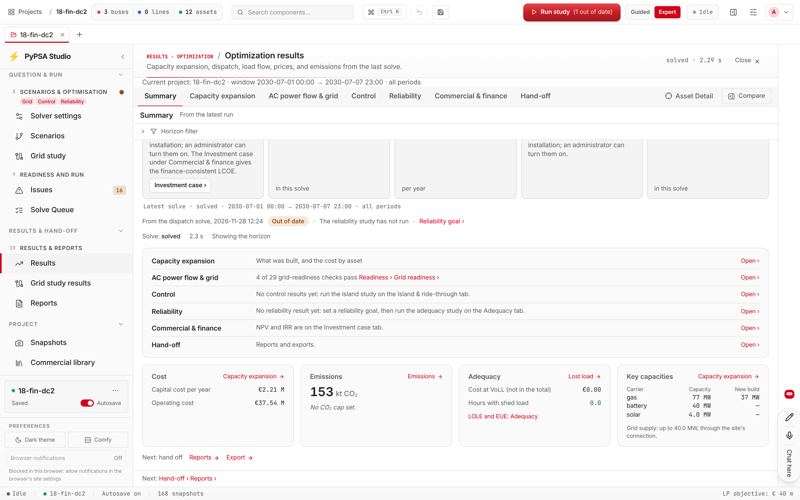 Projects / 18-fin-dc2 3 buses · 0 lines · 12 assets Search components... ⌘ Ctrl K Run study (1 out of date) Guided Expert Idle A
18-fin-dc2 × +
PyPSA Studio
QUESTION & RUN
SCENARIOS & OPTIMISATION
Grid Control Reliability
Solver settings
Scenarios
Grid study
READINESS AND RUN
Issues 16
Solve Queue
RESULTS & HAND-OFF
RESULTS & REPORTS
Results
Grid study results
Reports
PROJECT
Snapshots
Commercial library
18-fin-dc2 ...
Saved Autosave
PREFERENCES
Dark theme Comfy
Browser notifications Off
Blocked in this browser: allow notifications in the browser's site settings
RESULTS · OPTIMIZATION / Optimization results
Capacity expansion, dispatch, load flow, prices, and emissions from the last solve.
solved · 2.29 s Close ×
Current project: 18-fin-dc2 · window 2030-07-01 00:00 → 2030-07-07 23:00 · all periods
Summary Capacity expansion AC power flow & grid Control Reliability Commercial & finance Hand-off Asset Detail Compare
Summary From the latest run
› Horizon filter
installation; an administrator can
turn them on. The Investment case
under Commercial & finance gives
the finance-consistent LCOE.
Investment case ›
in this solve
per year
installation; an administrator can
turn them on.
in this solve
Latest solve · solved · 2030-07-01 00:00 → 2030-07-07 23:00 · all periods
From the dispatch solve, 2026-11-28 12:24 Out of date · The reliability study has not run · Reliability goal ›
Solve: solved 2.3 s · Showing the horizon
Capacity expansion What was built, and the cost by asset Open ›
AC power flow & grid 4 of 29 grid-readiness checks pass Readiness › Grid readiness › Open ›
Control No control results yet: run the island study on the Island & ride-through tab. Open ›
Reliability No reliability result yet: set a reliability goal, then run the adequacy study on the Adequacy tab. Open ›
Commercial & finance NPV and IRR are on the Investment case tab. Open ›
Hand-off Reports and exports. Open ›
Cost Capacity expansion →
Capital cost per year €2.21 M
Operating cost €37.54 M
Emissions Emissions →
153 kt CO₂
No CO₂ cap set.
Adequacy Lost load →
Cost at VoLL (not in the total) €0.00
Hours with shed load 0.0
LOLE and EUE: Adequacy
Key capacities Capacity expansion →
Carrier Capacity New build
gas 77 MW 37 MW
battery 40 MW —
solar 4.0 MW —
Grid supply: up to 40.0 MW, through the site's
connection.
Next: hand off Reports → Export →
Next: Hand-off › Reports ›
Chat here
Idle 18-fin-dc2 Autosave on 168 snapshots LP objective: € 40 m